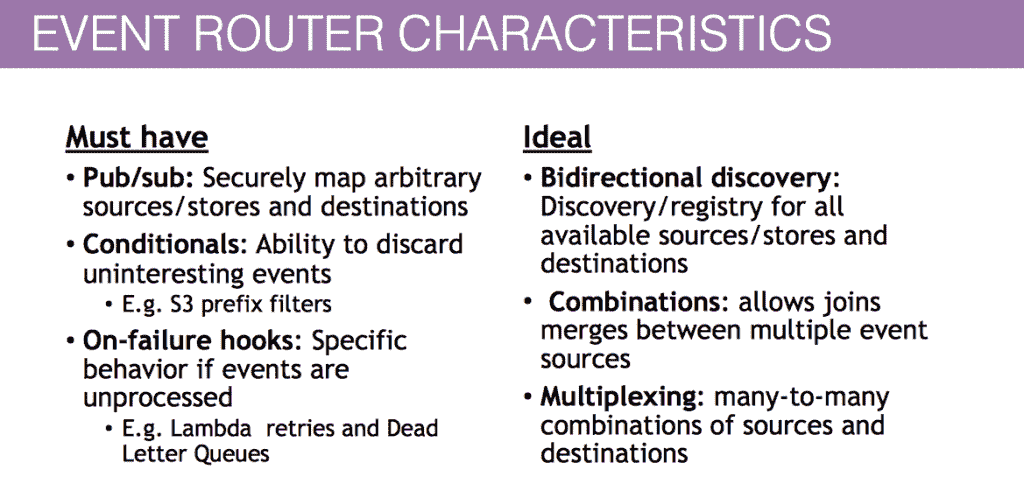 EVENT ROUTER CHARACTERISTICS
Must have
• Pub/sub: Securely map arbitrary
sources/stores and destinations
• Conditionals: Ability to discard
uninteresting events
• E.g. S3 prefix filters
• On-failure hooks: Specific
behavior if events are
unprocessed
• E.g. Lambda  retries and Dead
Letter Queues
Ideal
• Bidirectional discovery:
Discovery/registry for all
available sources/stores and
destinations
•  Combinations: allows joins
merges between multiple event
sources
• Multiplexing: many-to-many
combinations of sources and
destinations